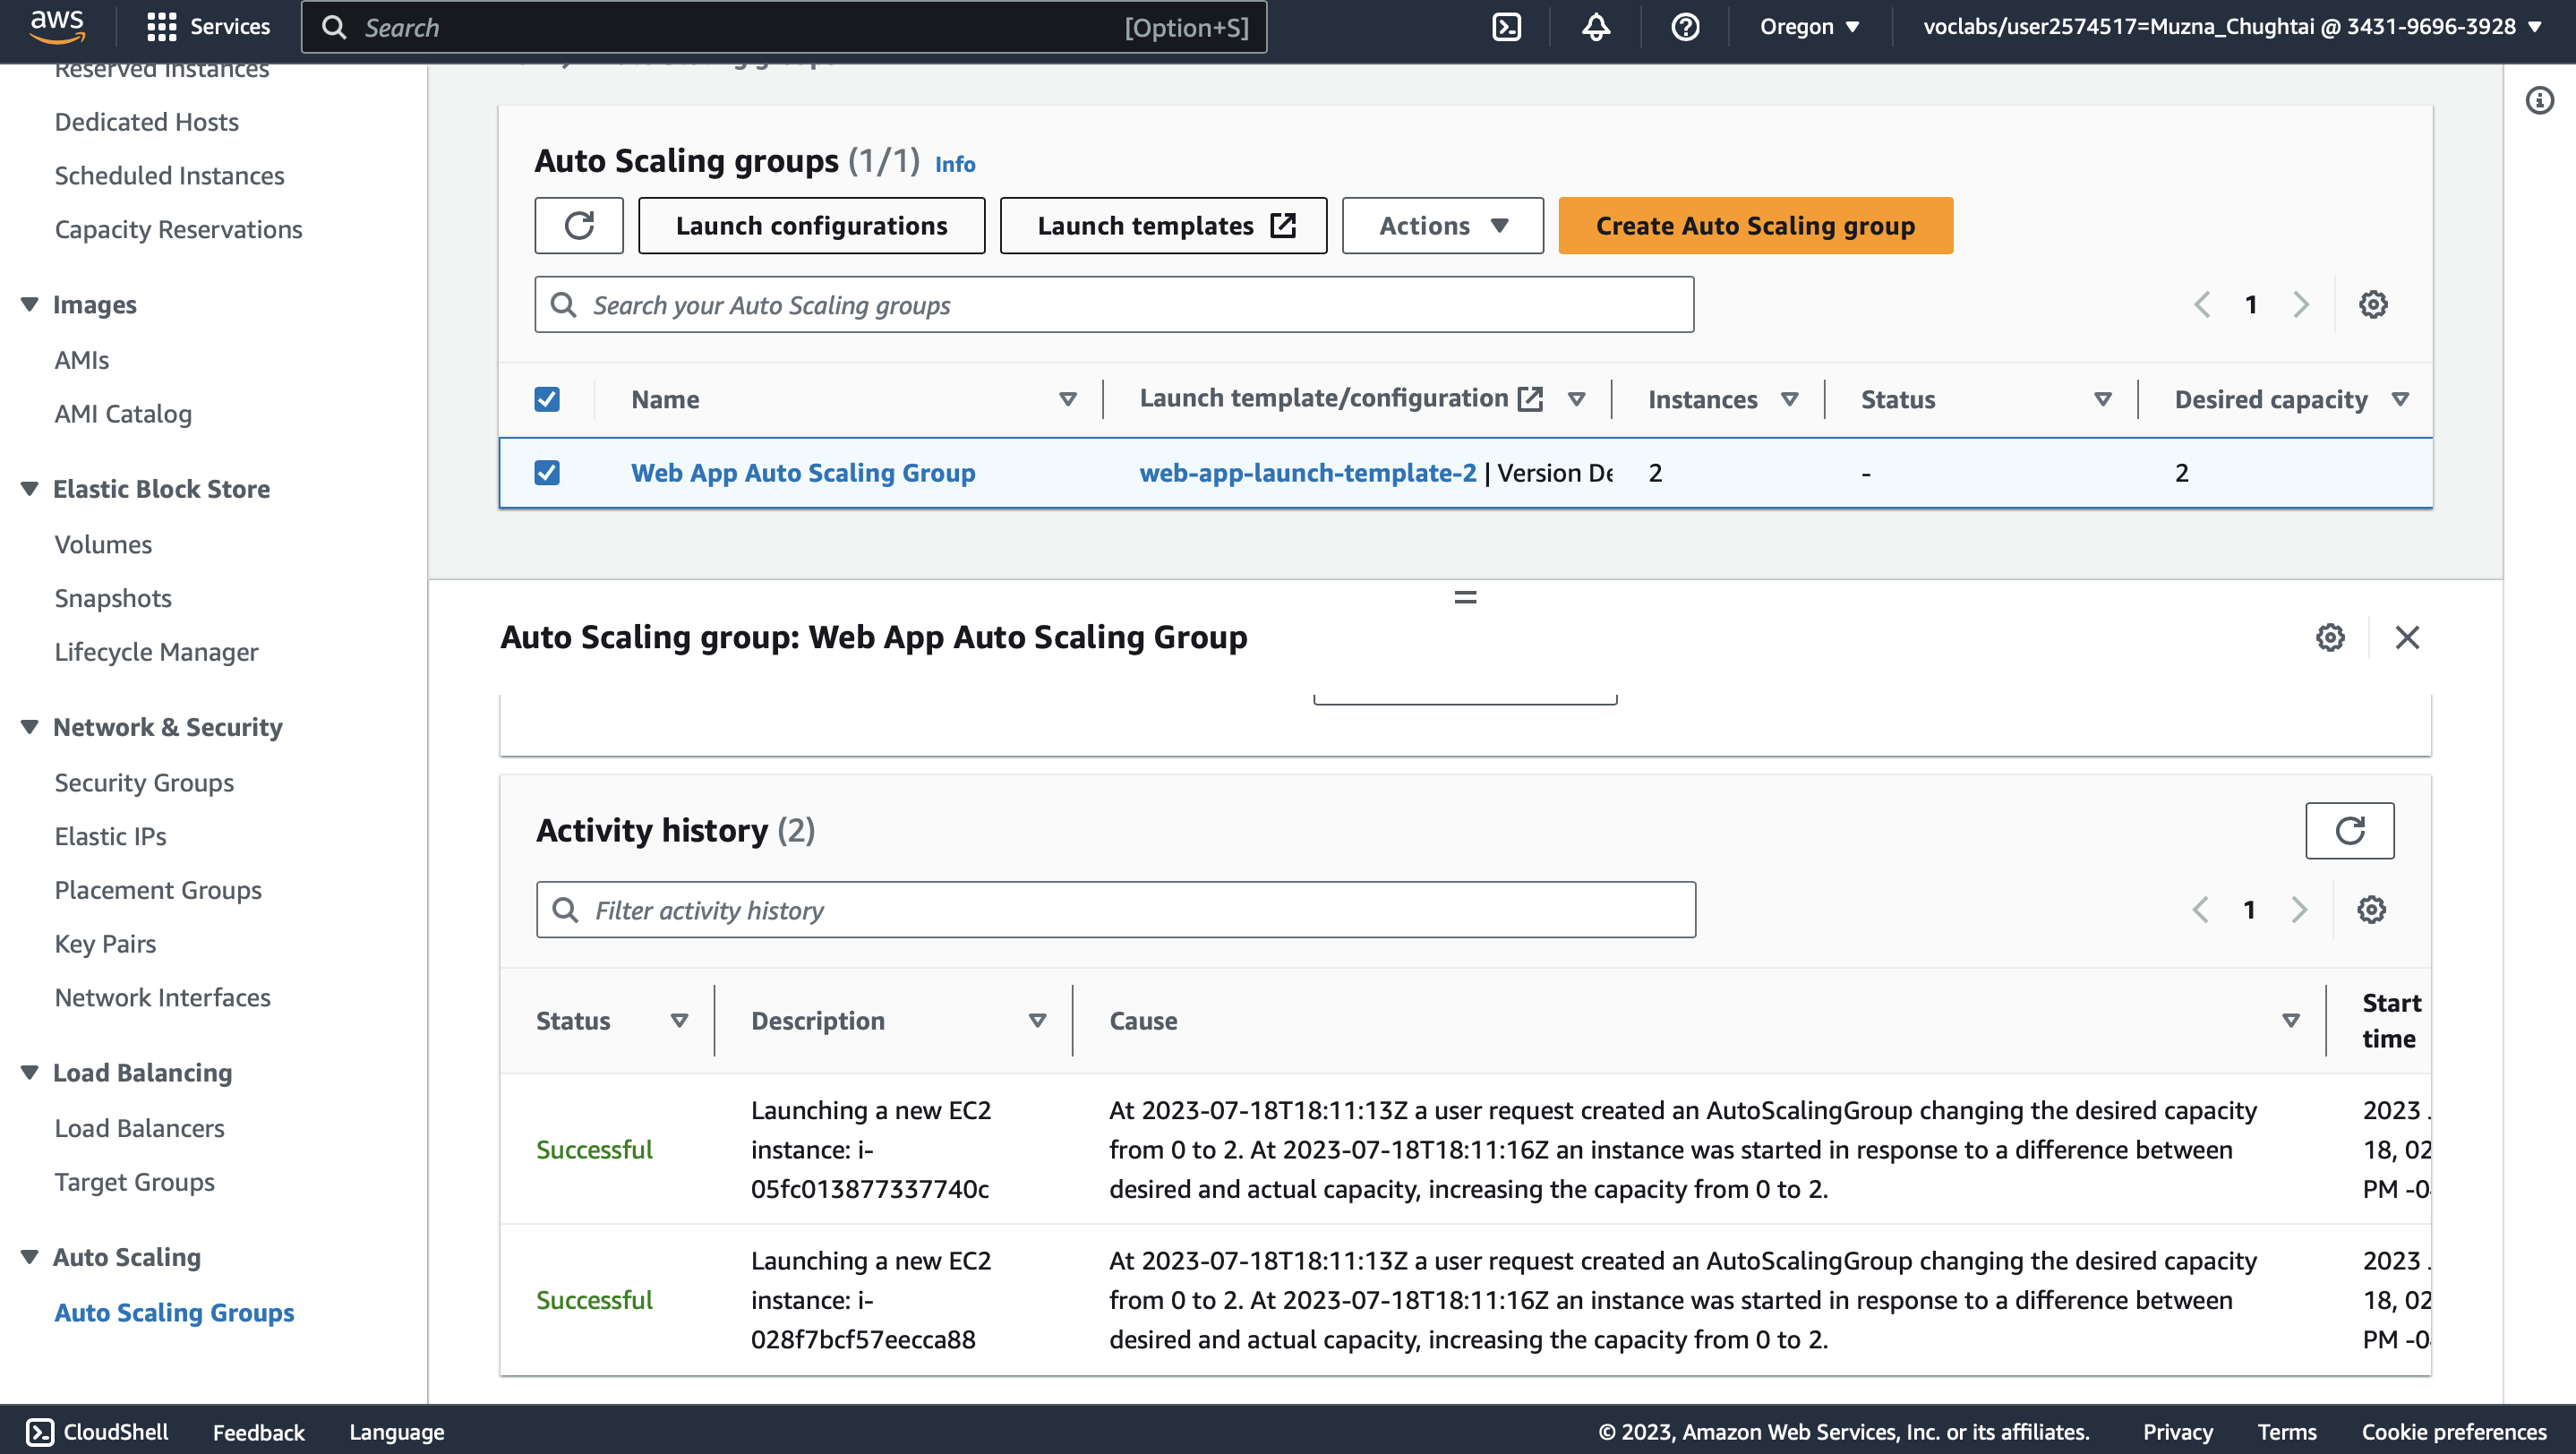 aws
Services
Search
[Option+S]
Oregon
voclabs/user2574517=Muzna_Chughtai @ 3431-9696-3928
Reserved Instances
Dedicated Hosts
Scheduled Instances
Capacity Reservations
Images
AMIs
AMI Catalog
Elastic Block Store
Volumes
Snapshots
Lifecycle Manager
Network & Security
Security Groups
Elastic IPs
Placement Groups
Key Pairs
Network Interfaces
Load Balancing
Load Balancers
Target Groups
Auto Scaling
Auto Scaling Groups
Auto Scaling groups (1/1) Info
Launch configurations
Launch templates
Actions
Create Auto Scaling group
Search your Auto Scaling groups
1
Name
Launch template/configuration
Instances
Status
Desired capacity
Web App Auto Scaling Group
web-app-launch-template-2 | Version De
2
-
2
Auto Scaling group: Web App Auto Scaling Group
Activity history (2)
Filter activity history
1
Status
Description
Cause
Start
time
Successful
Launching a new EC2
instance: i-
05fc013877337740c
At 2023-07-18T18:11:13Z a user request created an AutoScalingGroup changing the desired capacity
from 0 to 2. At 2023-07-18T18:11:16Z an instance was started in response to a difference between
desired and actual capacity, increasing the capacity from 0 to 2.
2023
18, 02
PM -0
Successful
Launching a new EC2
instance: i-
028f7bcf57eecca88
At 2023-07-18T18:11:13Z a user request created an AutoScalingGroup changing the desired capacity
from 0 to 2. At 2023-07-18T18:11:16Z an instance was started in response to a difference between
desired and actual capacity, increasing the capacity from 0 to 2.
2023
18, 02
PM -0
CloudShell
Feedback
Language
© 2023, Amazon Web Services, Inc. or its affiliates.
Privacy
Terms
Cookie preferences